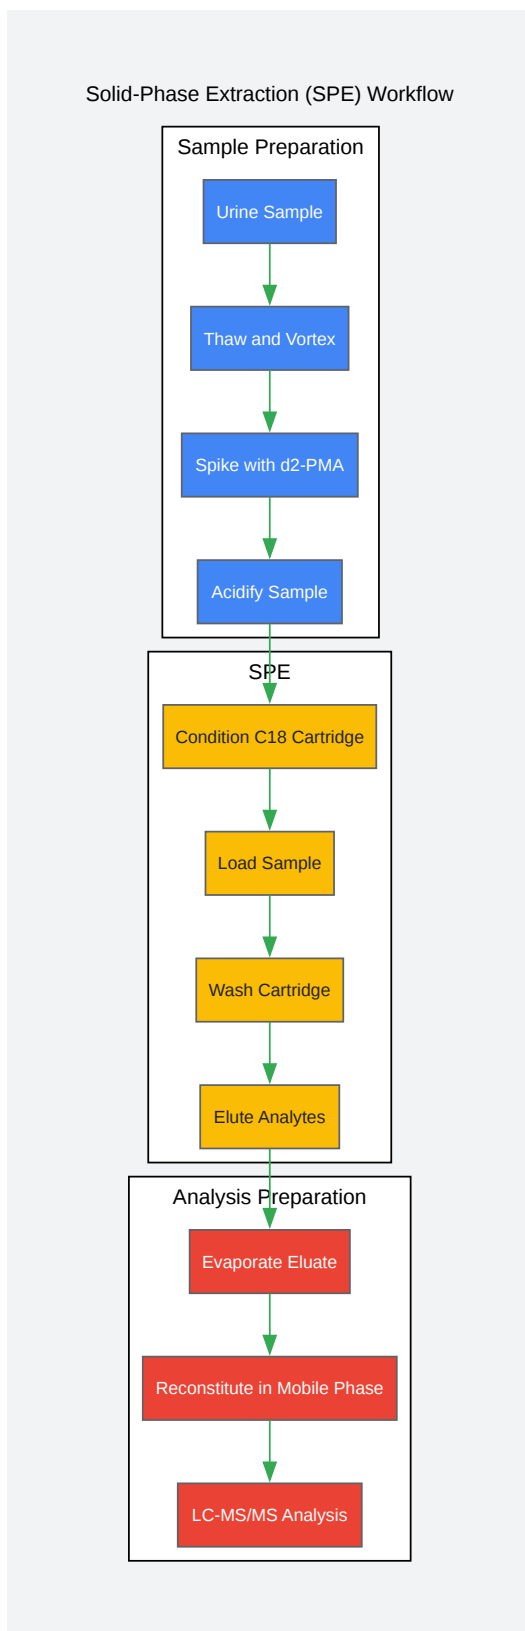 Solid-Phase Extraction (SPE) Workflow
Sample Preparation
Urine Sample
Thaw and Vortex
Spike with d2-PMA
Acidify Sample
SPE
Condition C18 Cartridge
Load Sample
Wash Cartridge
Elute Analytes
Analysis Preparation
Evaporate Eluate
Reconstitute in Mobile Phase
LC-MS/MS Analysis